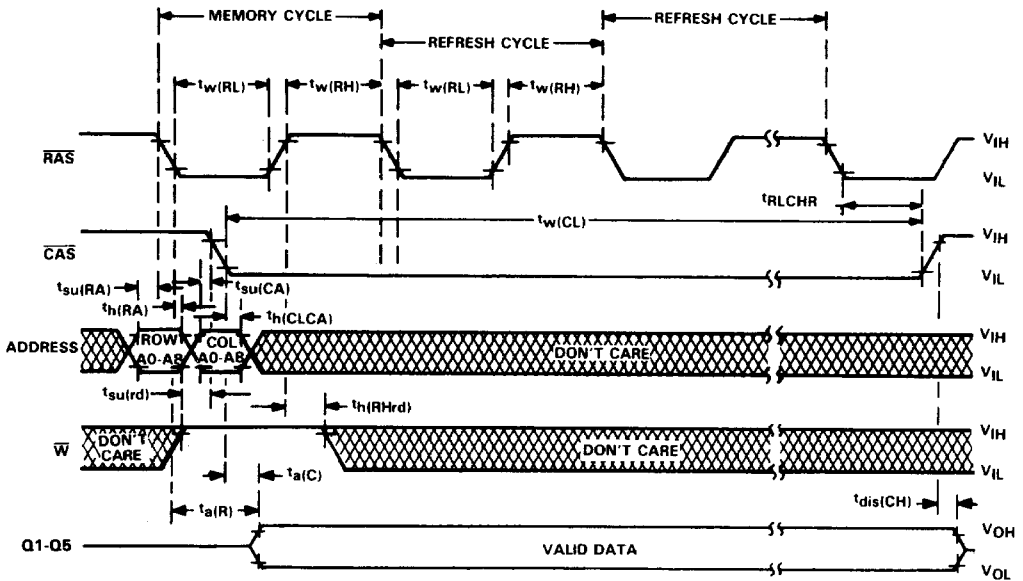 MEMORY CYCLE
REFRESH CYCLE
REFRESH CYCLE
tw(RL)
tw(RH)
tw(RL)
tw(RH)
RAS
VIH
VIL
tRLCHR
tw(CL)
CAS
VIH
VIL
tsu(RA)
tsu(CA)
th(RA)
th(CLCA)
ADDRESS
ROW
A0-A8
COL
A0-A8
DON'T CARE
VIH
VIL
tsu(rd)
th(RHrd)
W
DON'T
CARE
DON'T CARE
VIH
VIL
ta(C)
tdis(CH)
ta(R)
Q1-Q5
VALID DATA
VOH
VOL